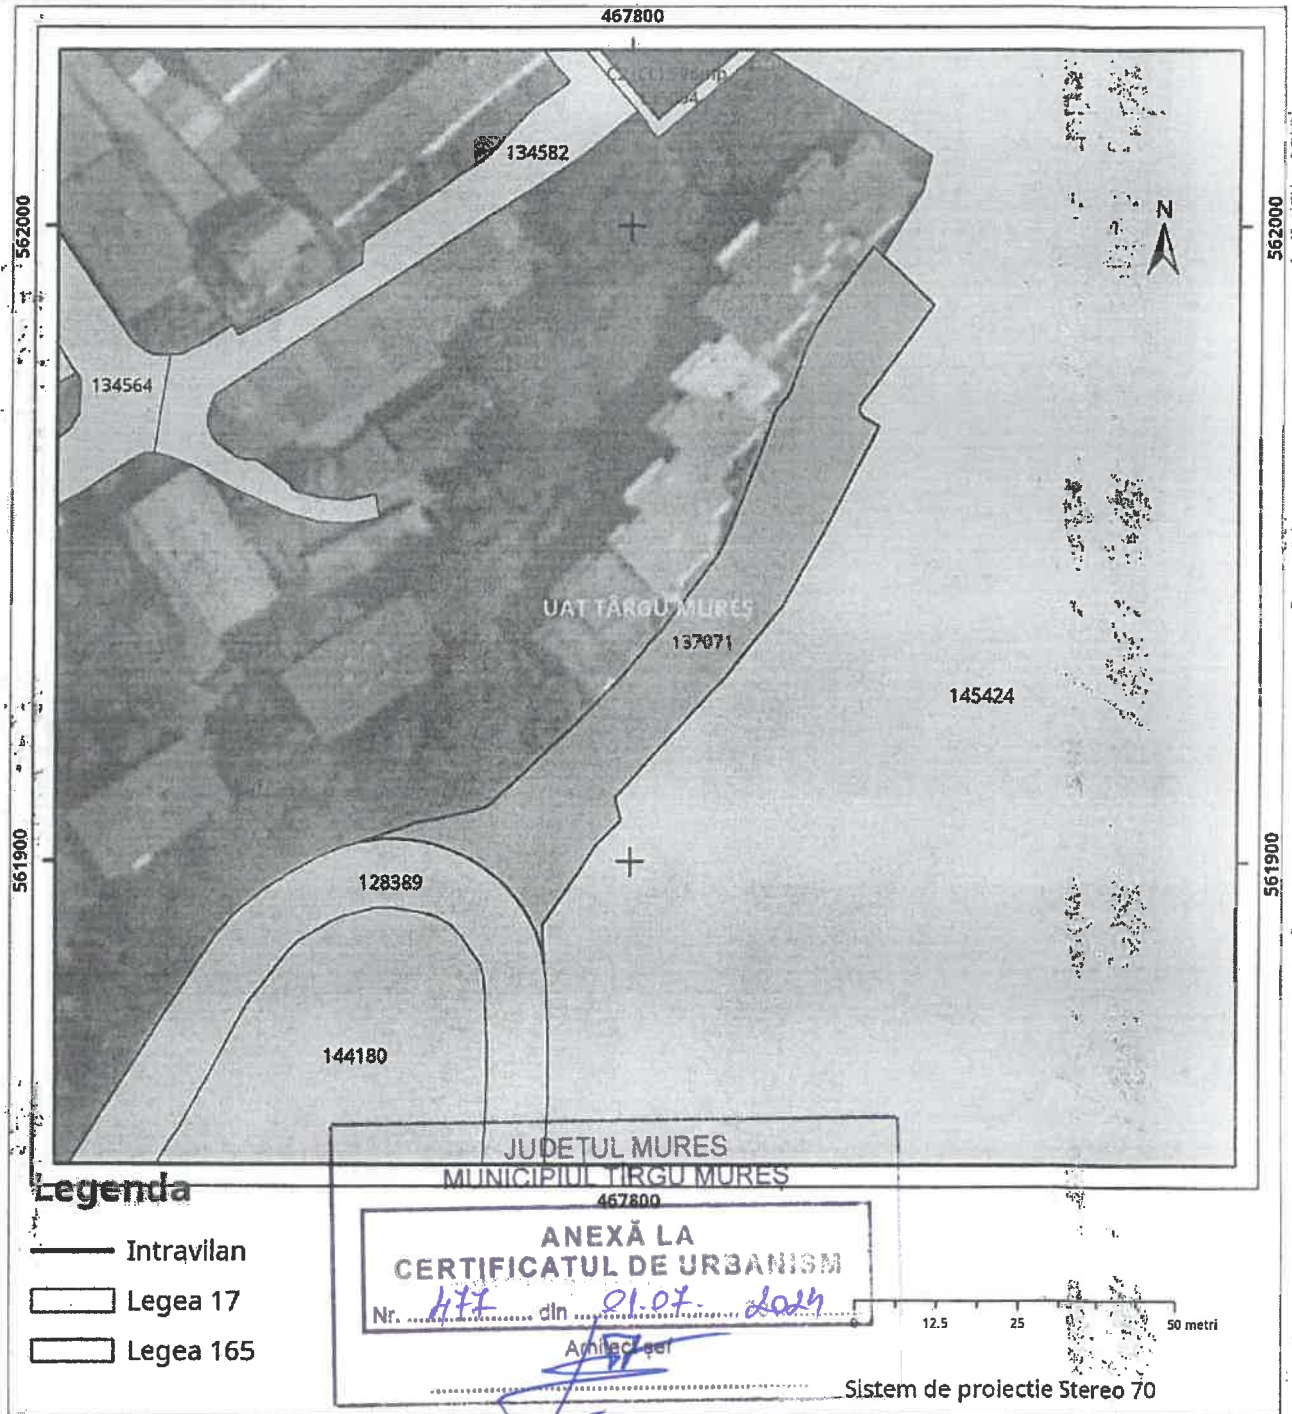 467800
134582
562000
562000
N
134564
UAT TÂRGU MUREȘ
137071
145424
561900
561900
128389
144180
JUDEȚUL MUREȘ
MUNICIPIUL TÎRGU MUREȘ
467800
Legenda
Intravilan
Legea 17
Legea 165
ANEXĂ LA
CERTIFICATUL DE URBANISM
Nr. 477 din 01.07. 2024
Arhitect șef
0 12.5 25 50 metri
Sistem de proiectie Stereo 70